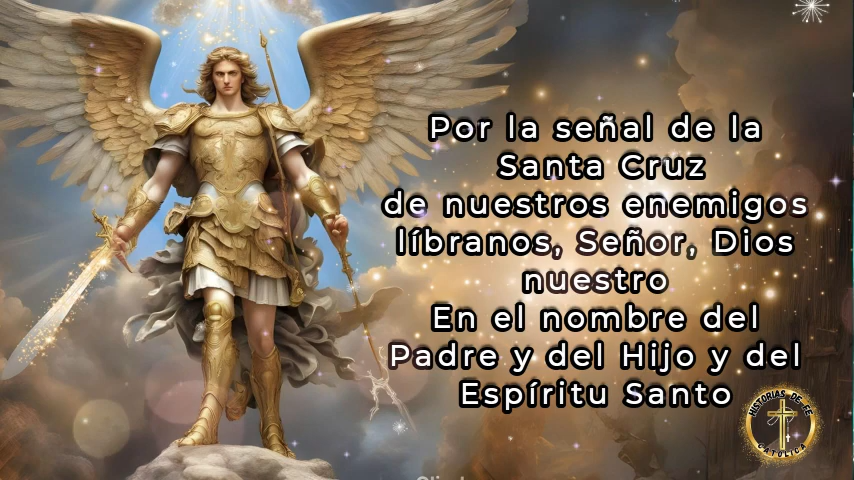 Por la señal de la
Santa Cruz
de nuestros enemigos
líbranos, Señor, Dios
nuestro
En el nombre del
Padre y del Hijo y del
Espíritu Santo
HISTORIAS DE FE
CATÓLICA